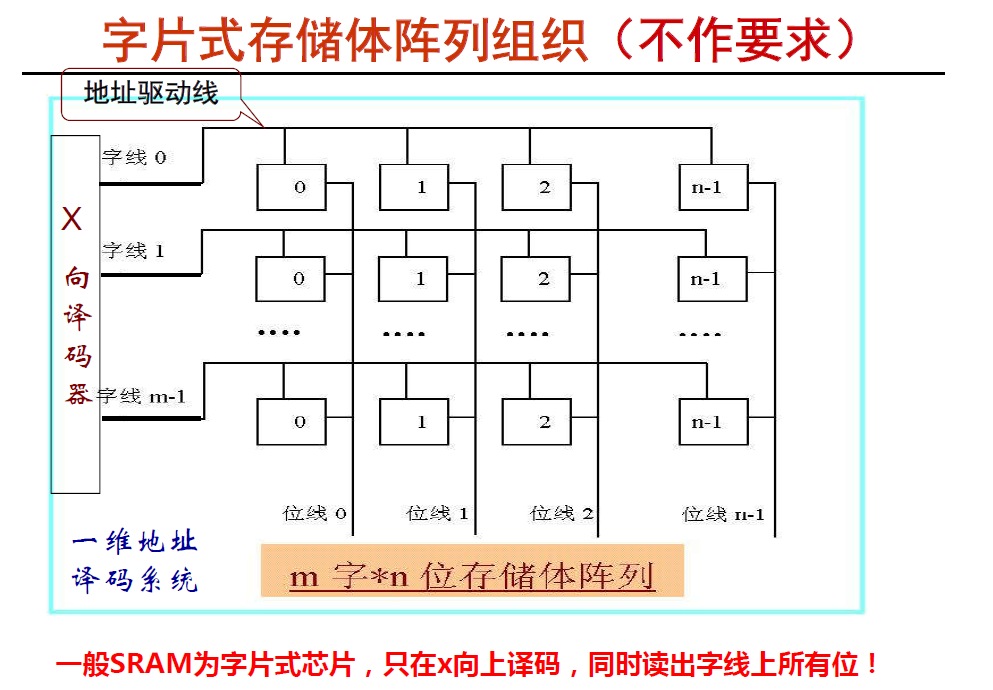 字片式存储体阵列组织（不作要求）
地址驱动线
字线 0
0 1 2 n-1
X向译码器
字线 1
0 1 2 n-1
•••• •••• •••• ••••
字线 m-1
0 1 2 n-1
位线 0 位线 1 位线 2 位线 n-1
一维地址
译码系统
m 字*n 位存储体阵列
一般SRAM为字片式芯片，只在x向上译码，同时读出字线上所有位！